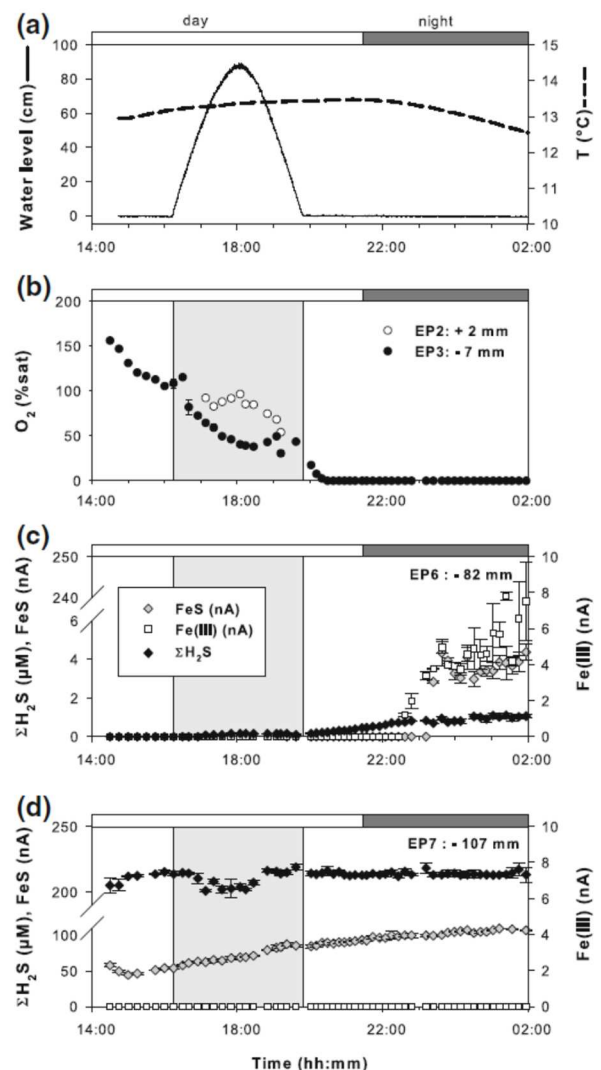 (a)
day night
Water level (cm)
100
80
60
40
20
0
15
14
13
12
11
10
T (°C)
14:00 18:00 22:00 02:00
(b)
O2 (%sat)
200
150
100
50
0
EP2: + 2 mm
EP3: - 7 mm
14:00 18:00 22:00 02:00
(c)
ΣH2S (µM), FeS (nA)
250
240
6
4
2
0
EP6 : - 82 mm
FeS (nA)
Fe(III) (nA)
ΣH2S
10
8
6
4
2
0
Fe(III) (nA)
14:00 18:00 22:00 02:00
(d)
ΣH2S (µM), FeS (nA)
250
200
100
50
0
EP7 : - 107 mm
10
8
6
4
2
0
Fe(III) (nA)
14:00 18:00 22:00 02:00
Time (hh:mm)